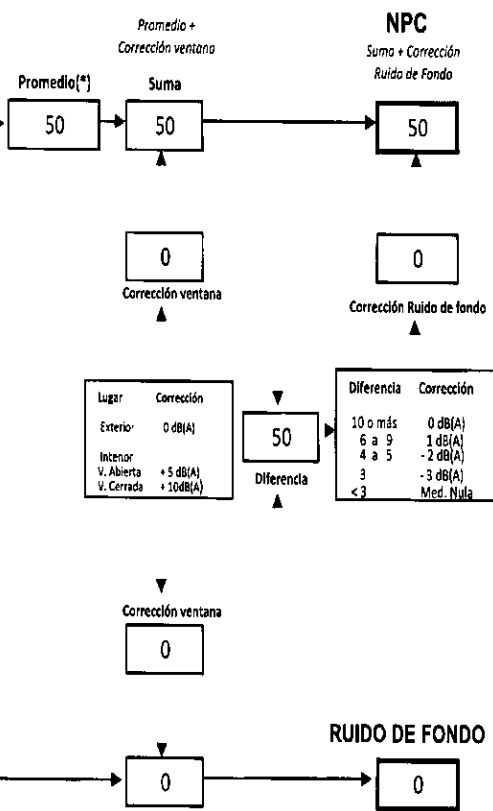 Promedio +
Corrección ventana
NPC
Suma + Corrección
Ruido de Fondo
Promedio(*)
Suma
50
50
50
0
0
Corrección ventana
Corrección Ruido de fondo
Lugar Corrección
Exterior 0 dB(A)
Interior
V. Abierta + 5 dB(A)
V. Cerrada + 10dB(A)
50
Diferencia
Diferencia Corrección
10 o más 0 dB(A)
6 a 9 1 dB(A)
4 a 5 - 2 dB(A)
3 - 3 dB(A)
< 3 Med. Nula
Corrección ventana
0
RUIDO DE FONDO
0
0